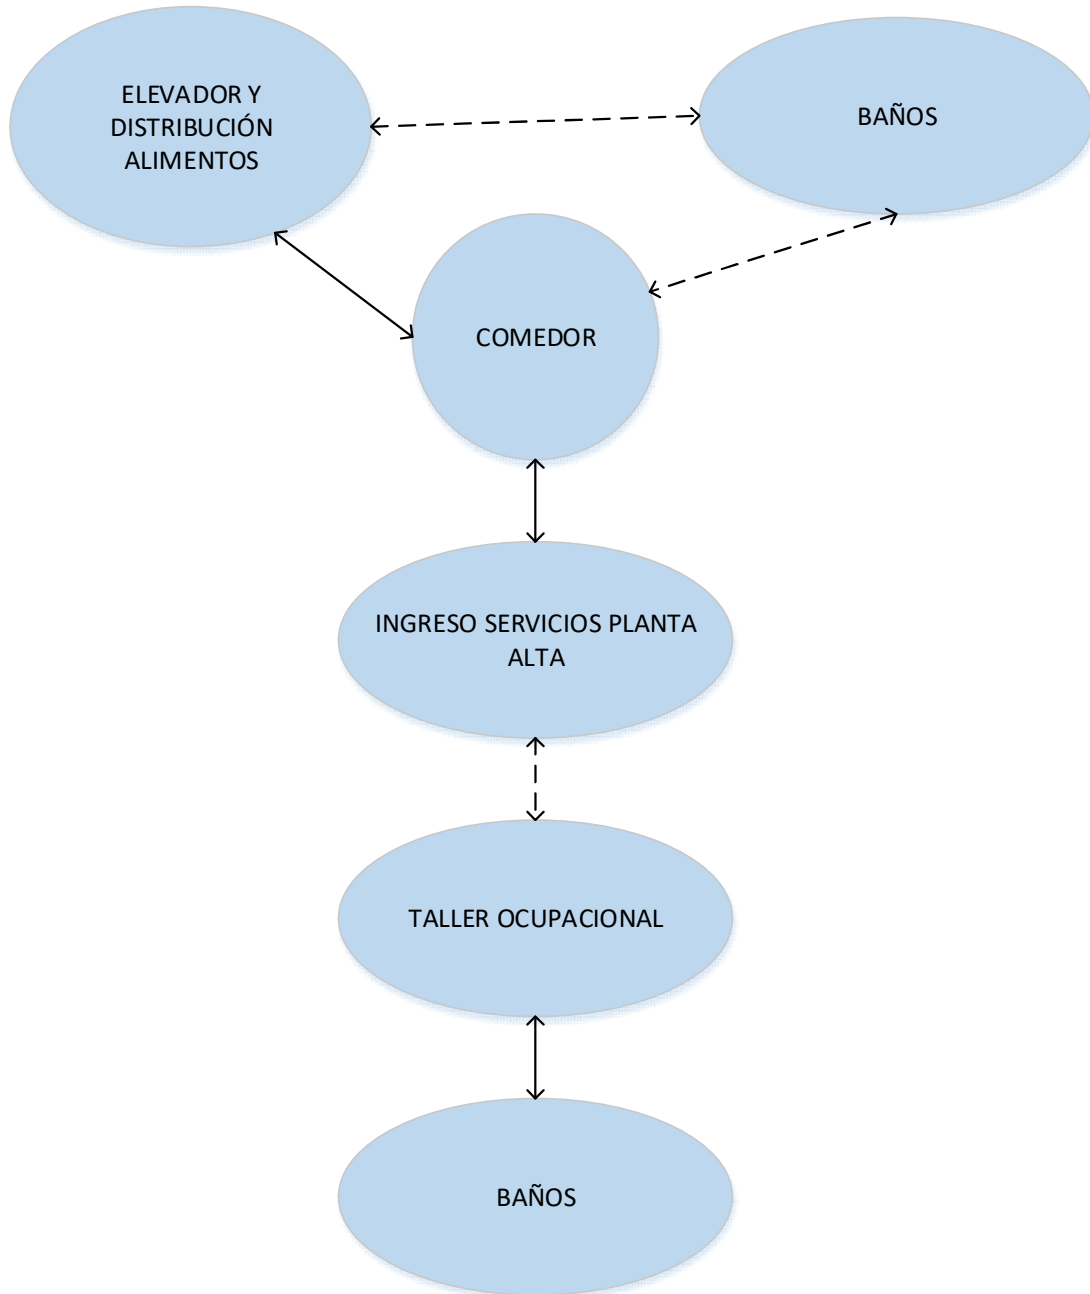 ELEVADOR Y
DISTRIBUCIÓN
ALIMENTOS
BAÑOS
COMEDOR
INGRESO SERVICIOS PLANTA
ALTA
TALLER OCUPACIONAL
BAÑOS